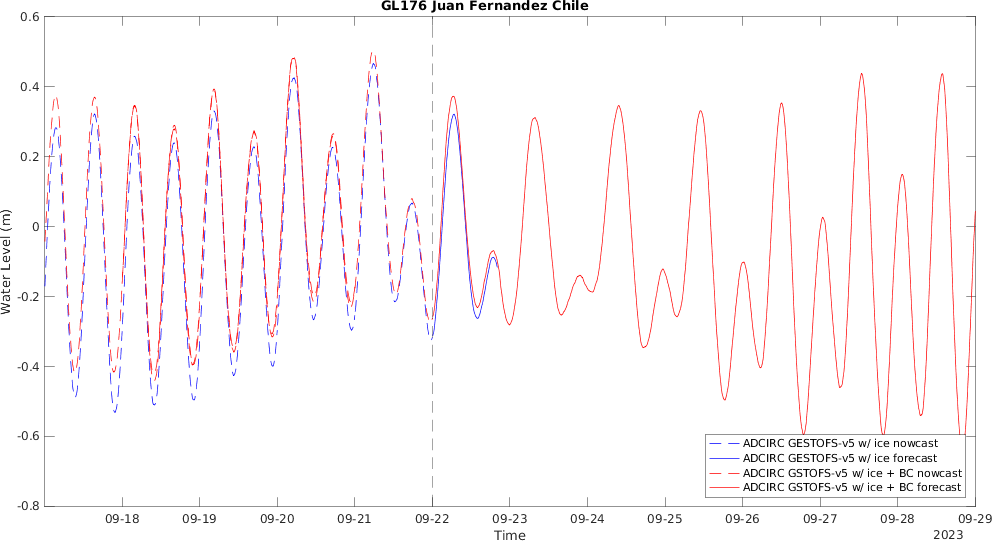 GL176 Juan Fernandez Chile
0.6
0.4
0.2
0
-0.2
-0.4
-0.6
-0.8
Water Level (m)
09-18 09-19 09-20 09-21 09-22 09-23 09-24 09-25 09-26 09-27 09-28 09-29
Time
2023
ADCIRC GESTOFS-v5 w/ ice nowcast
ADCIRC GESTOFS-v5 w/ ice forecast
ADCIRC GSTOFS-v5 w/ ice + BC nowcast
ADCIRC GSTOFS-v5 w/ ice + BC forecast